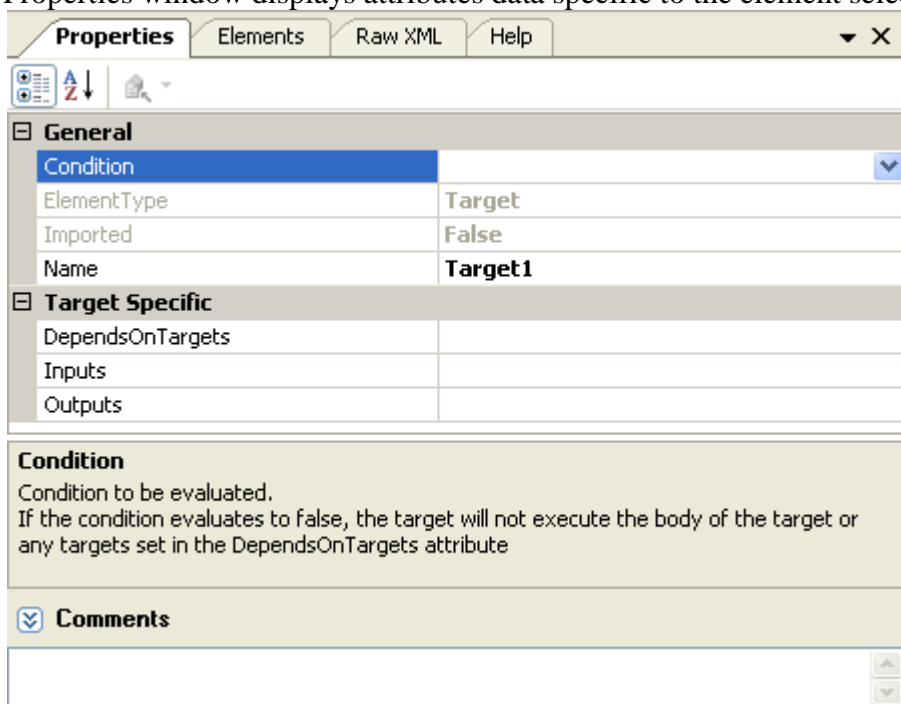 Properties window displays attributes data specific to the element sele
Properties Elements Raw XML Help
General
Condition
ElementType Target
Imported False
Name Target1
Target Specific
DependsOnTargets
Inputs
Outputs
Condition
Condition to be evaluated.
If the condition evaluates to false, the target will not execute the body of the target or
any targets set in the DependsOnTargets attribute
Comments